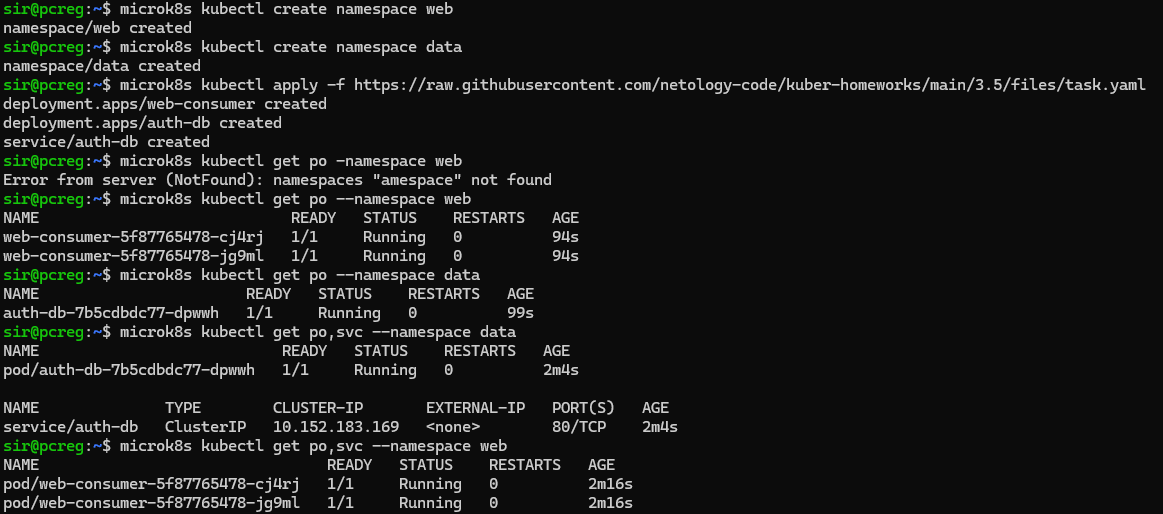 sir@pcreg:~$ microk8s kubectl create namespace web
namespace/web created
sir@pcreg:~$ microk8s kubectl create namespace data
namespace/data created
sir@pcreg:~$ microk8s kubectl apply -f https://raw.githubusercontent.com/netology-code/kuber-homeworks/main/3.5/files/task.yaml
deployment.apps/web-consumer created
deployment.apps/auth-db created
service/auth-db created
sir@pcreg:~$ microk8s kubectl get po -namespace web
Error from server (NotFound): namespaces "amespace" not found
sir@pcreg:~$ microk8s kubectl get po --namespace web
NAME                            READY   STATUS    RESTARTS   AGE
web-consumer-5f87765478-cj4rj   1/1     Running   0          94s
web-consumer-5f87765478-jg9ml   1/1     Running   0          94s
sir@pcreg:~$ microk8s kubectl get po --namespace data
NAME                       READY   STATUS    RESTARTS   AGE
auth-db-7b5cdbdc77-dpwwh   1/1     Running   0          99s
sir@pcreg:~$ microk8s kubectl get po,svc --namespace data
NAME                           READY   STATUS    RESTARTS   AGE
pod/auth-db-7b5cdbdc77-dpwwh   1/1     Running   0          2m4s

NAME              TYPE        CLUSTER-IP       EXTERNAL-IP   PORT(S)   AGE
service/auth-db   ClusterIP   10.152.183.169   <none>        80/TCP    2m4s
sir@pcreg:~$ microk8s kubectl get po,svc --namespace web
NAME                                READY   STATUS    RESTARTS   AGE
pod/web-consumer-5f87765478-cj4rj   1/1     Running   0          2m16s
pod/web-consumer-5f87765478-jg9ml   1/1     Running   0          2m16s